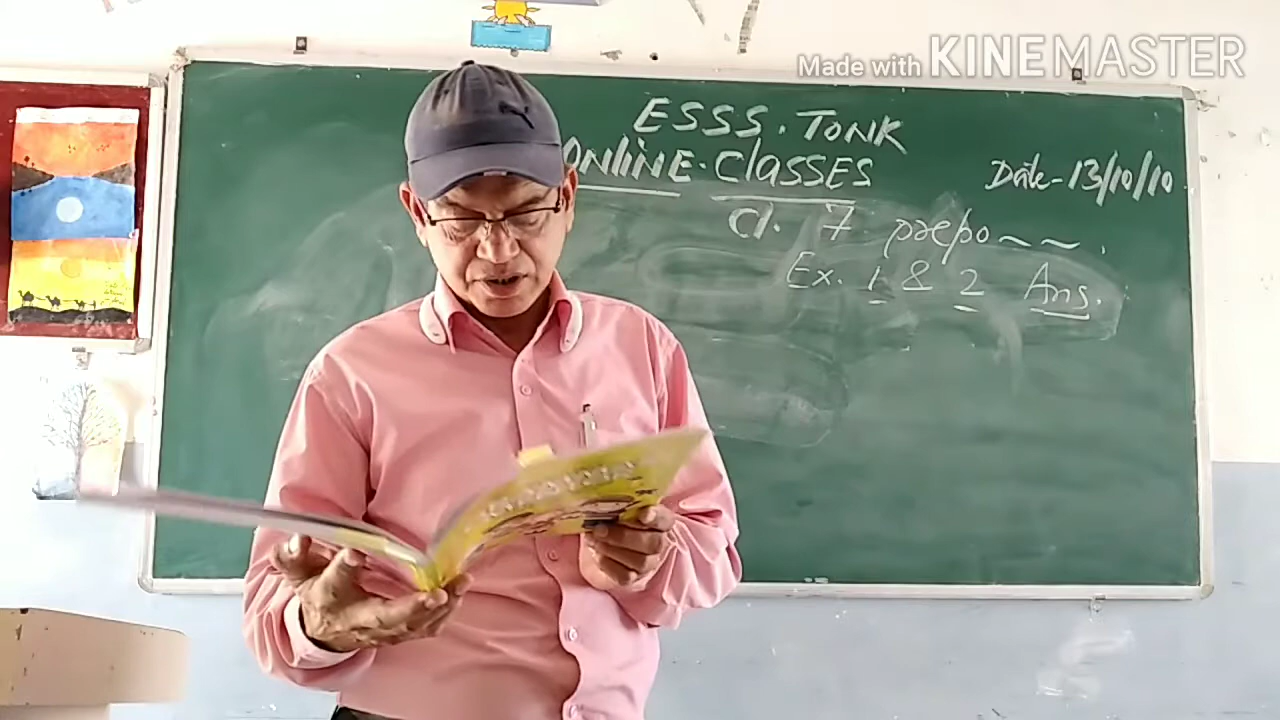 Made with KINEMASTER
ESSS. TONK
ONLINE. ClASSES
Date-13/10/10
Cl. 7. prepo~~.
Ex. 1 & 2 Ans.